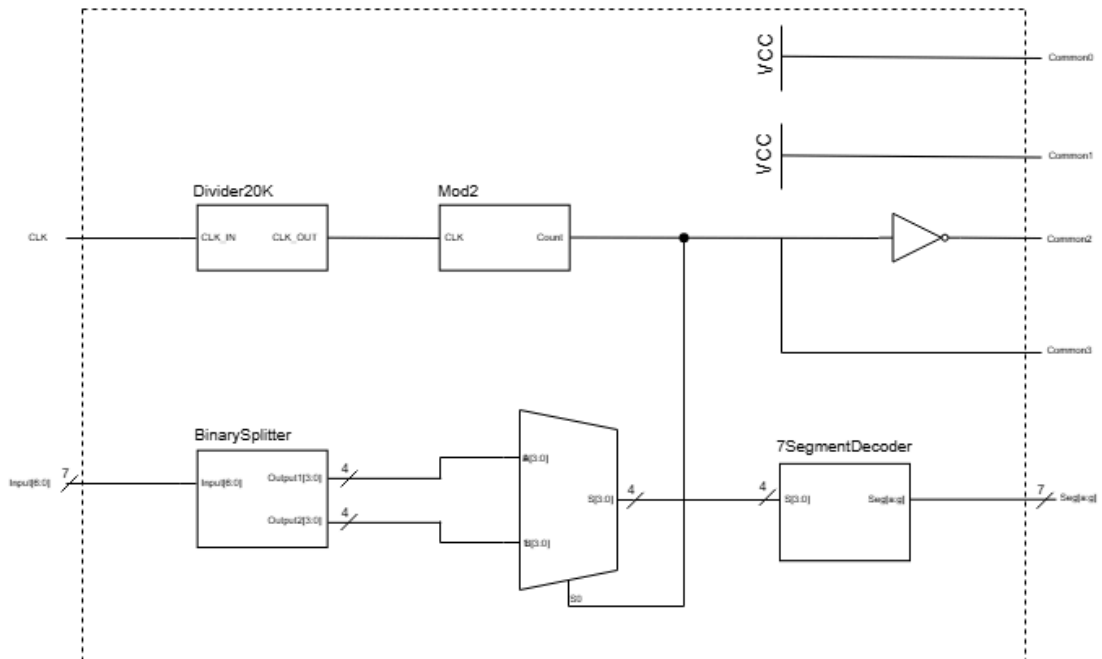 VCC
Common0
VCC
Common1
Divider20K
Mod2
CLK
CLK_IN
CLK_OUT
CLK
Count
Common2
Common3
BinarySplitter
7SegmentDecoder
Input[6:0]
7
Input[6:0]
Output1[3:0]
4
Output2[3:0]
4
S[3:0]
4
4
S[3:0]
Seg[a:g]
7
Seg[a:g]
S0